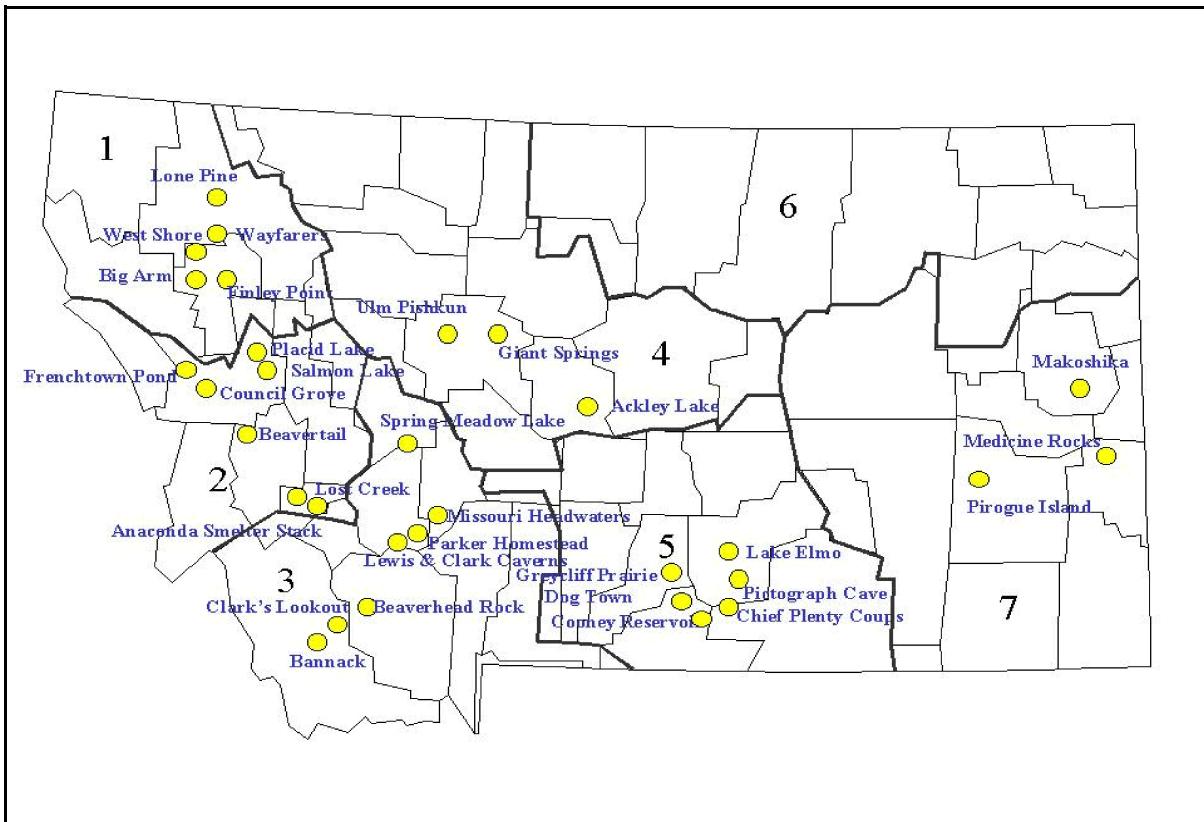 1
Lone Pine
6
West Shore
Wayfarers
Big Arm
Finley Point
Ulm Pishkun
Placid Lake
Giant Springs
4
Makoshika
Frenchtown Pond
Salmon Lake
Council Grove
Ackley Lake
Spring Meadow Lake
Beavertail
Medicine Rocks
2
Lost Creek
Pirogue Island
Anaconda Smelter Stack
Missouri Headwaters
Parker Homestead
5
Lake Elmo
Lewis & Clark Caverns
Greycliff Prairie
3
Dog Town
Pictograph Cave
Clark's Lookout
Beaverhead Rock
7
Cooney Reservoir
Chief Plenty Coups
Bannack